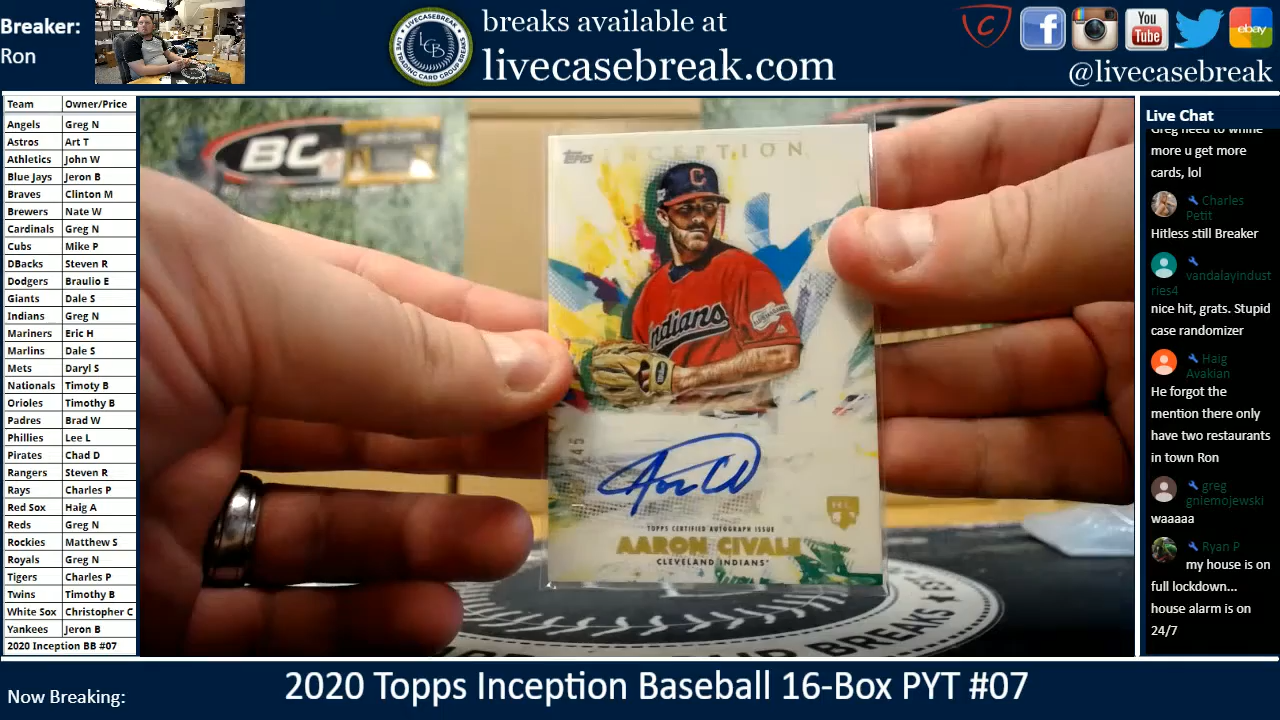 Breaker:
Ron
breaks available at
livecasebreak.com
LCB
You
Tube
ebay
@livecasebreak
Team Owner/Price
Angels Greg N
Astros Art T
Athletics John W
Blue Jays Jeron B
Braves Clinton M
Brewers Nate W
Cardinals Greg N
Cubs Mike P
DBacks Steven R
Dodgers Braulio E
Giants Dale S
Indians Greg N
Mariners Eric H
Marlins Dale S
Mets Daryl S
Nationals Timoty B
Orioles Timothy B
Padres Brad W
Phillies Lee L
Pirates Chad D
Rangers Steven R
Rays Charles P
Red Sox Haig A
Reds Greg N
Rockies Matthew S
Royals Greg N
Tigers Charles P
Twins Timothy B
White Sox Christopher C
Yankees Jeron B
2020 Inception BB #07
BC
Topps INCEPTION
C
Indians
TOPPS CERTIFIED AUTOGRAPH ISSUE
AARON CIVALE
CLEVELAND INDIANS
BREAKS
Live Chat
Greg need to whine
more u get more
cards, lol
Charles
Petit
Hitless still Breaker
vandalayindust
ries4
nice hit, grats. Stupid
case randomizer
Haig
Avakian
He forgot the
mention there only
have two restaurants
in town Ron
greg
gniemojewski
waaaaa
Ryan P
my house is on
full lockdown...
house alarm is on
24/7
Now Breaking:
2020 Topps Inception Baseball 16-Box PYT #07